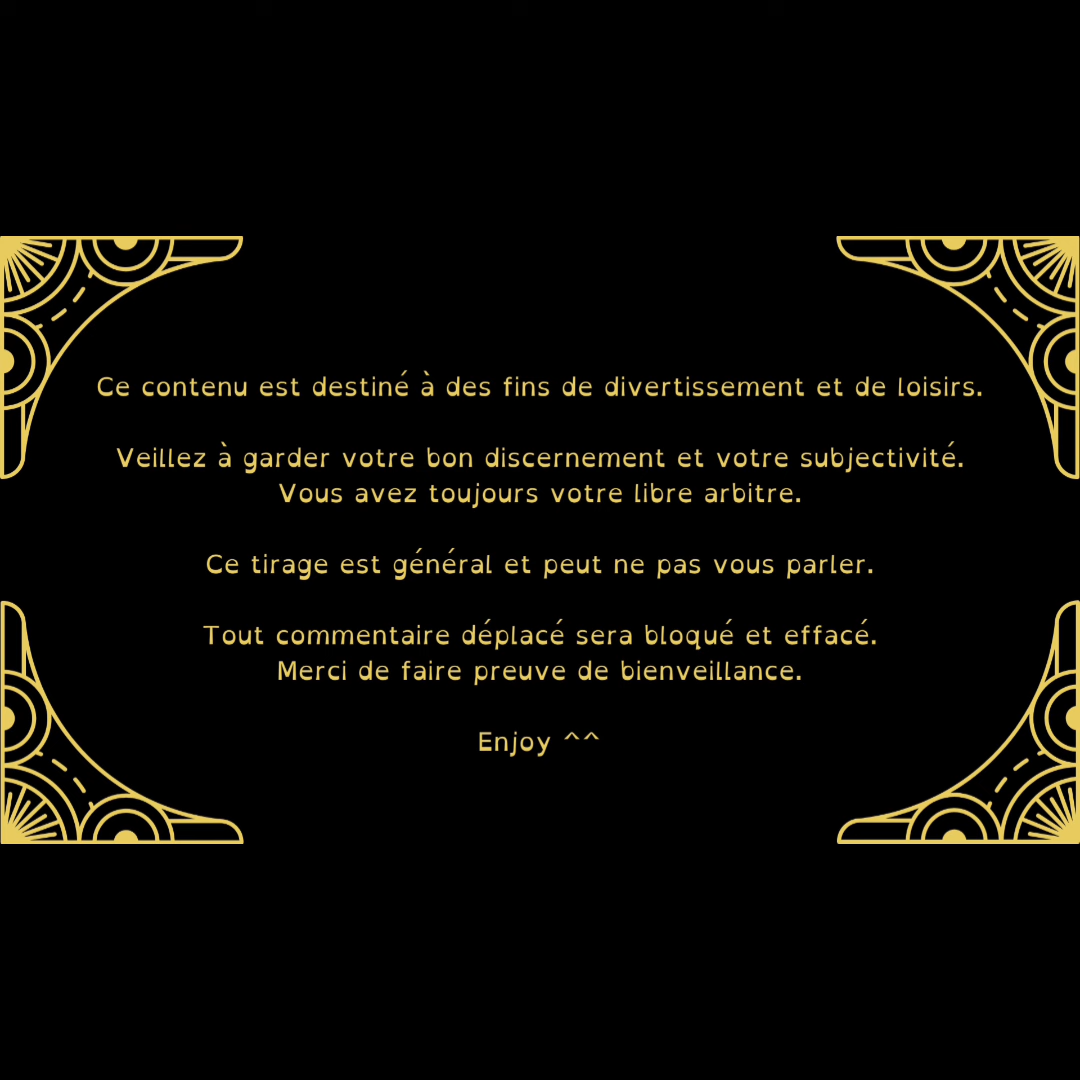 Ce contenu est destiné à des fins de divertissement et de loisirs.
Veillez à garder votre bon discernement et votre subjectivité.
Vous avez toujours votre libre arbitre.
Ce tirage est général et peut ne pas vous parler.
Tout commentaire déplacé sera bloqué et effacé.
Merci de faire preuve de bienveillance.
Enjoy ^^